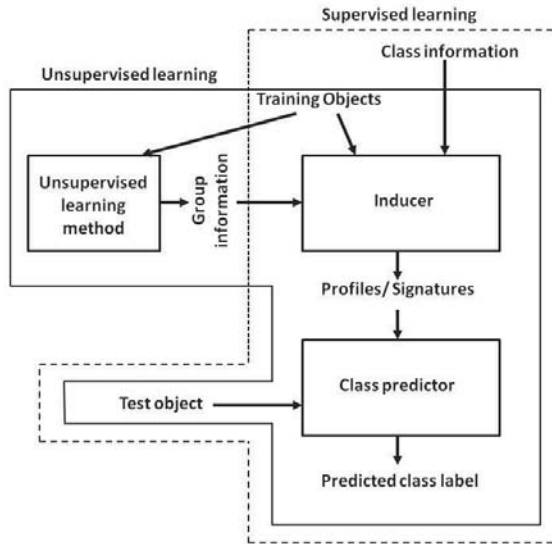 Supervised learning
Class information
Unsupervised learning
Training Objects
Unsupervised
learning
method
Group
information
Inducer
Profiles/ Signatures
Class predictor
Test object
Predicted class label